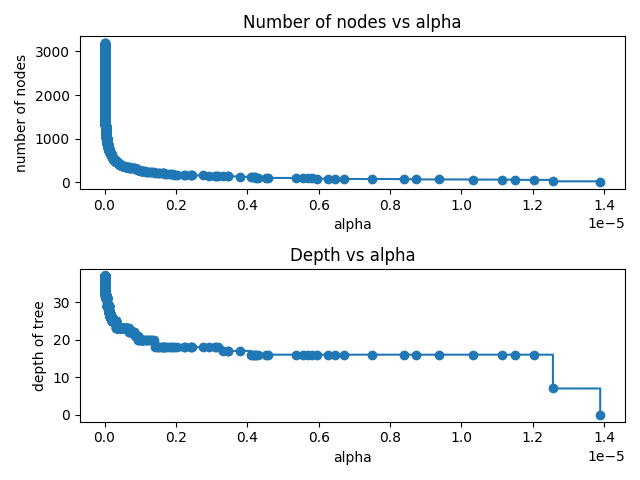 Number of nodes vs alpha
number of nodes
3000
2000
1000
0
0.0 0.2 0.4 0.6 0.8 1.0 1.2 1.4
1e−5
alpha
Depth vs alpha
depth of tree
30
20
10
0
0.0 0.2 0.4 0.6 0.8 1.0 1.2 1.4
1e−5
alpha